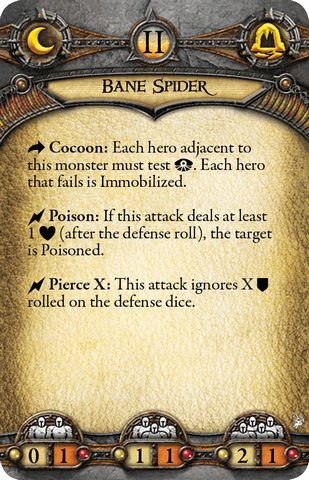 II
BANE SPIDER
Cocoon: Each hero adjacent to
this monster must test . Each hero
that fails is Immobilized.
Poison: If this attack deals at least
1 (after the defense roll), the target
is Poisoned.
Pierce X: This attack ignores X
rolled on the defense dice.
0 1 1 1 2 1